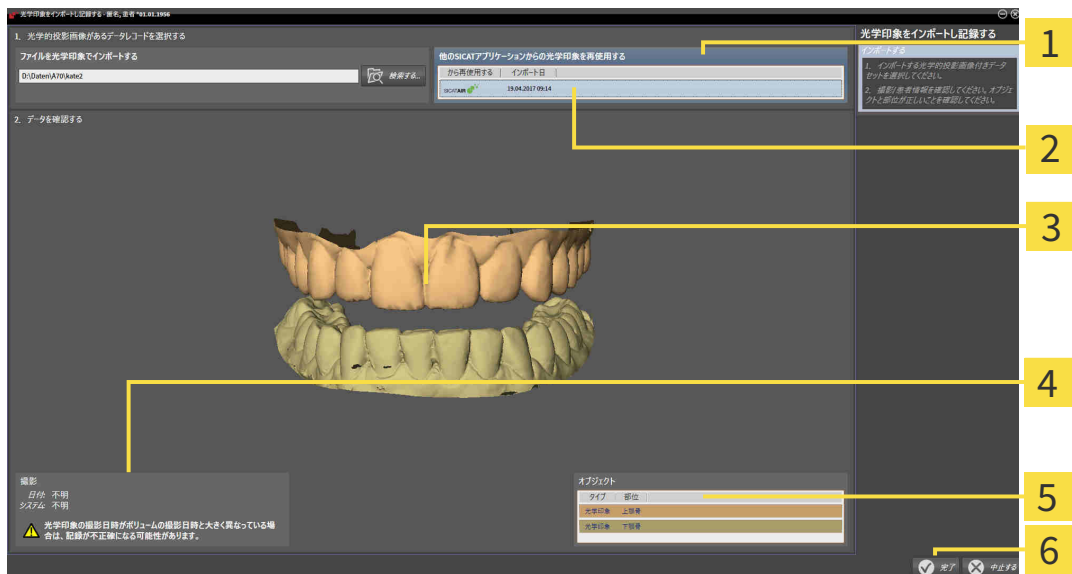 光学印象をインポートし記録する - 匿名, 患者 *01.01.1956
1. 光学的投影画像があるデータレコードを選択する
ファイルを光学印象でインポートする
D:\Daten\A70\kate2
検索する...
他のSICATアプリケーションからの光学印象を再使用する
から再使用する インポート日
SICATAIR 19.04.2017 09:14
光学印象をインポートし記録する
インポートする
1. インポートする光学的投影画像付きデータ
セットを選択してください。
2. 撮影/患者情報を確認してください。オブジェ
クトと部位が正しいことを確認してください。
1
2
2. データを確認する
3
4
撮影
日付: 不明
システム: 不明
光学印象の撮影日時がボリュームの撮影日時と大きく異なっている場
合は、記録が不正確になる可能性があります。
オブジェクト
タイプ 部位
光学印象 上顎骨
光学印象 下顎骨
5
6
完了
中止する